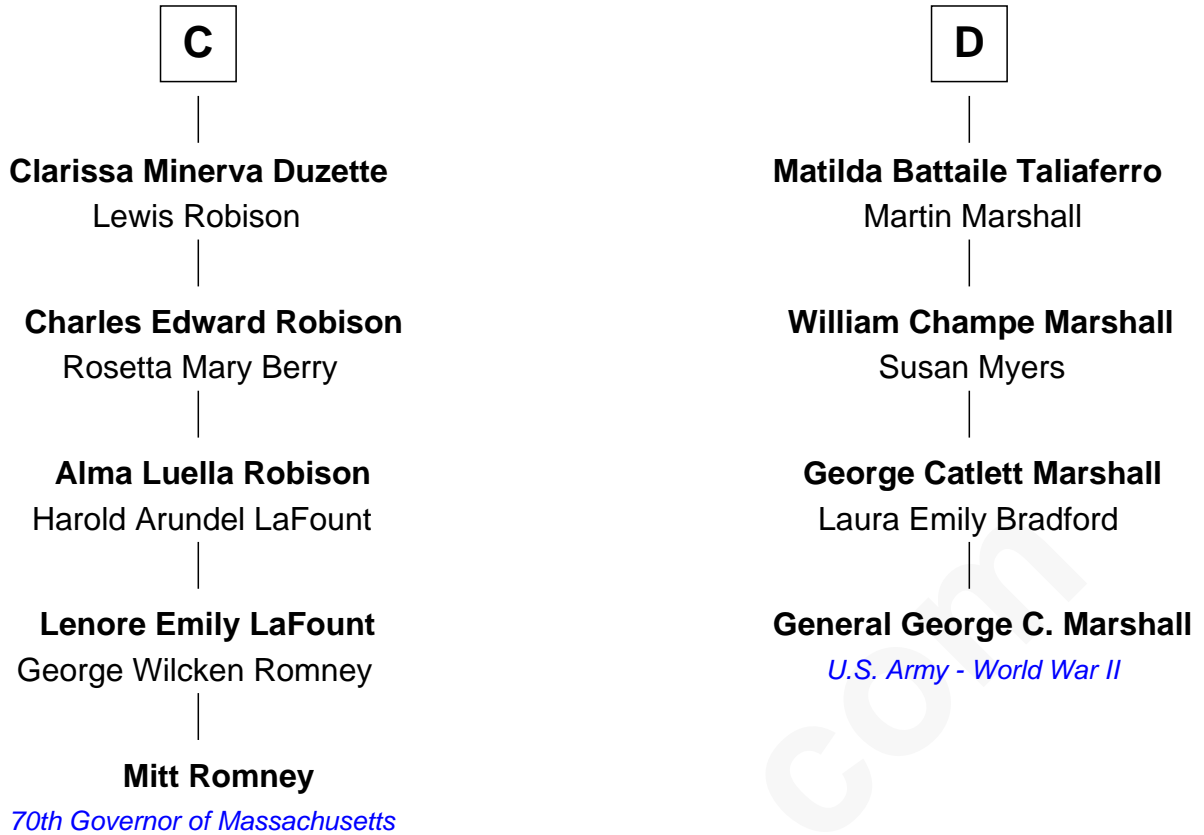 C
Clarissa Minerva Duzette
Lewis Robison
Charles Edward Robison
Rosetta Mary Berry
Alma Luella Robison
Harold Arundel LaFount
Lenore Emily LaFount
George Wilcken Romney
Mitt Romney
70th Governor of Massachusetts
D
Matilda Battaile Taliaferro
Martin Marshall
William Champe Marshall
Susan Myers
George Catlett Marshall
Laura Emily Bradford
General George C. Marshall
U.S. Army - World War II
com